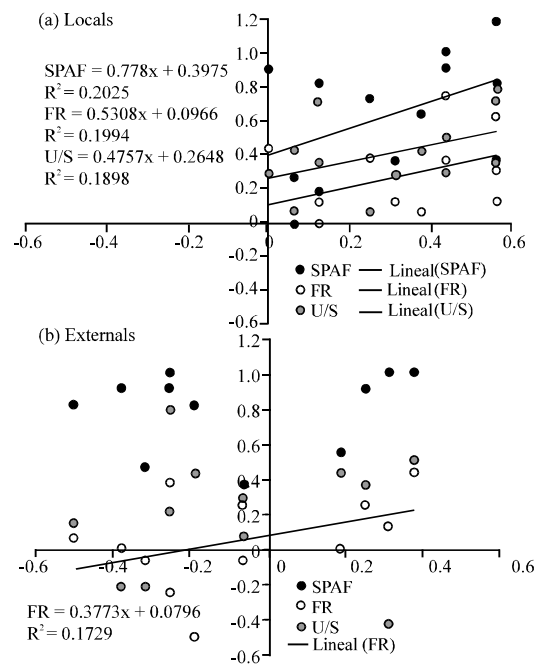 (a) Locals
SPAF = 0.778x + 0.3975
R² = 0.2025
FR = 0.5308x + 0.0966
R² = 0.1994
U/S = 0.4757x + 0.2648
R² = 0.1898
1.2
1.0
0.8
0.6
0.4
0.2
0
-0.2
-0.4
-0.6
-0.6 -0.4 -0.2 0 0.2 0.4 0.6
SPAF Lineal(SPAF)
FR Lineal(FR)
U/S Lineal(U/S)
(b) Externals
1.2
1.0
0.8
0.6
0.4
0.2
0
-0.2
-0.4
-0.6
-0.6 -0.4 -0.2 0.2 0.4 0.6
FR = 0.3773x + 0.0796
R² = 0.1729
SPAF
FR
U/S
Lineal (FR)